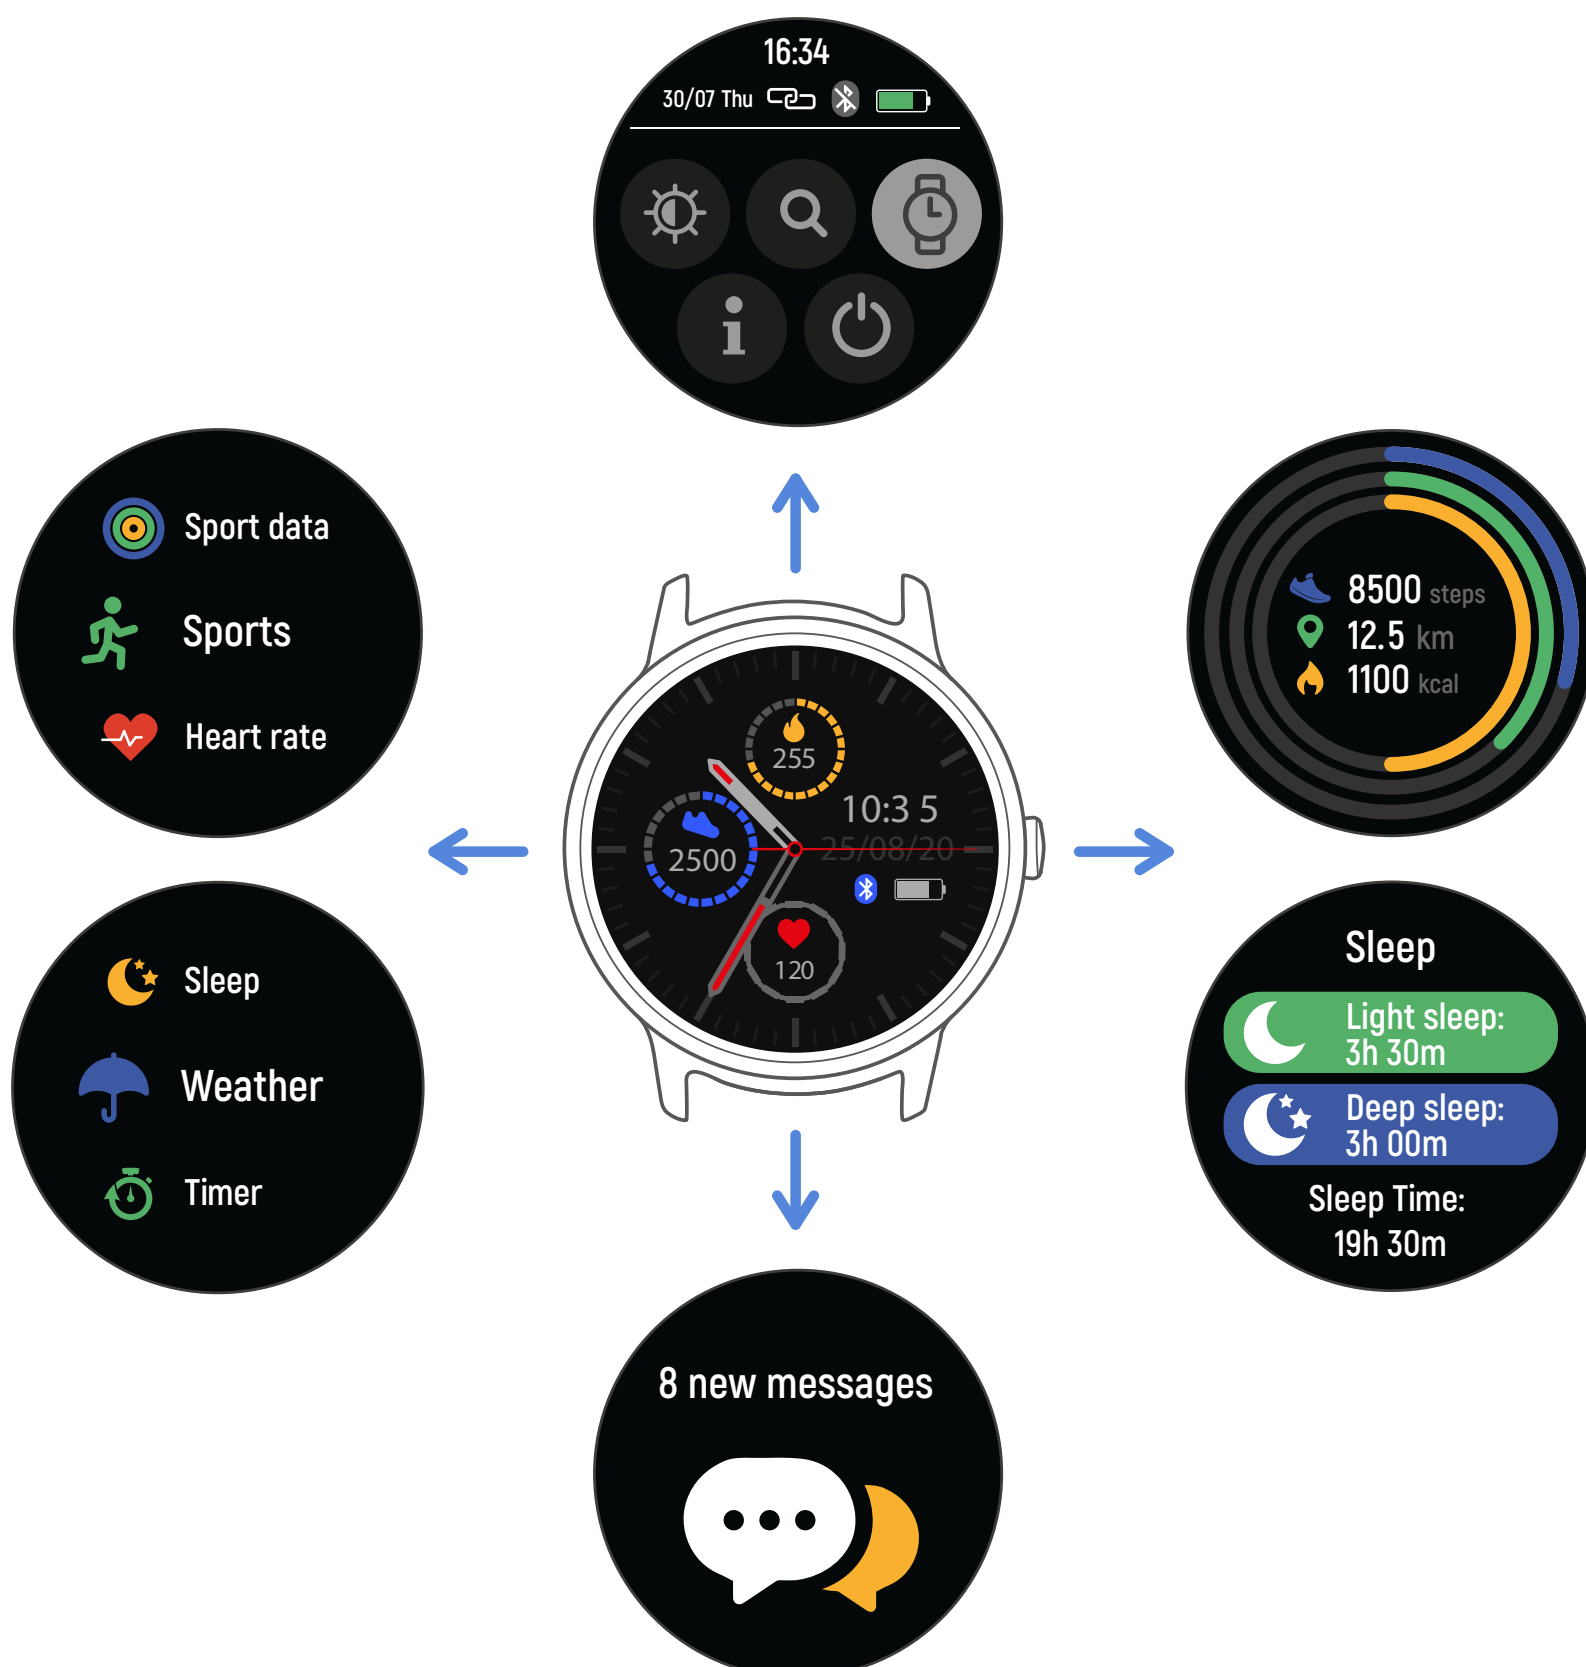 16:34
30/07 Thu
Sport data
Sports
Heart rate
8500 steps
12.5 km
1100 kcal
255
10:3 5
2500
25/08/20
120
Sleep
Weather
Timer
Sleep
Light sleep:
3h 30m
Deep sleep:
3h 00m
Sleep Time:
19h 30m
8 new messages